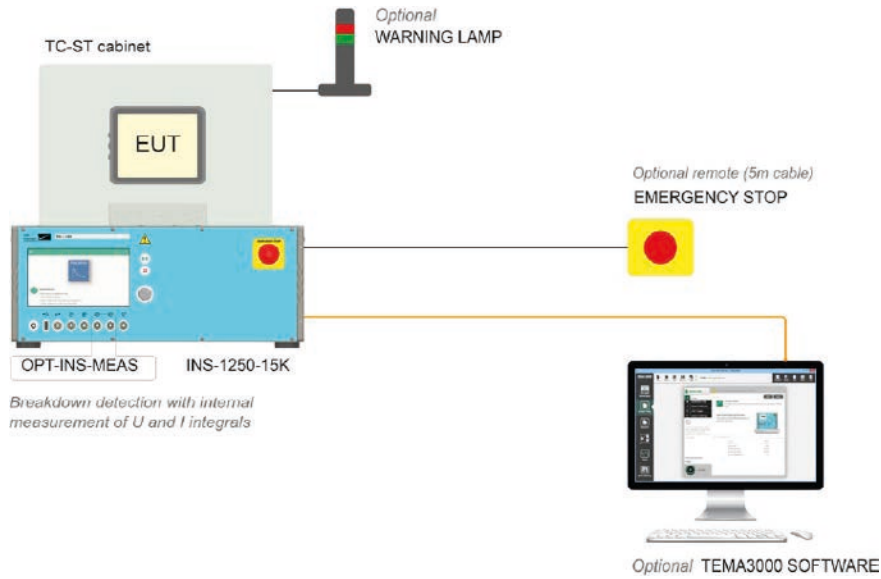 Optional
WARNING LAMP
TC-ST cabinet
EUT
Optional remote (5m cable)
EMERGENCY STOP
OPT-INS-MEAS
INS-1250-15K
Breakdown detection with internal
measurement of U and I integrals
Optional TEMA3000 SOFTWARE